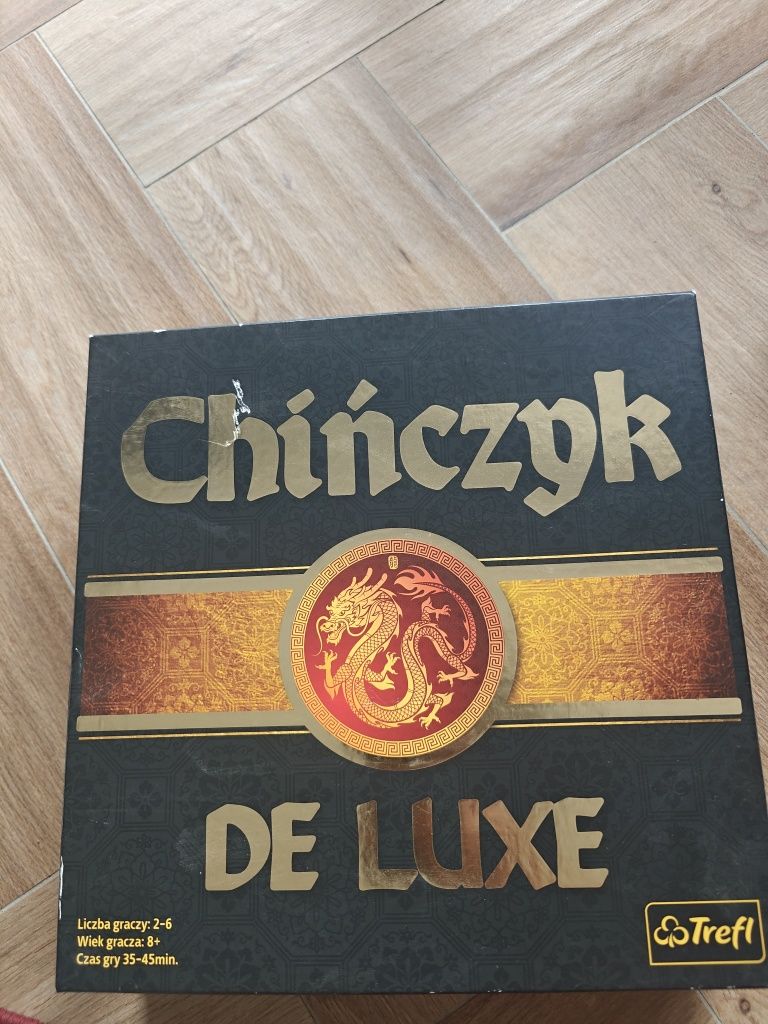 Chińczyk
DE LUXE
Liczba graczy: 2-6
Wiek gracza: 8+
Czas gry 35-45min.
Trefl